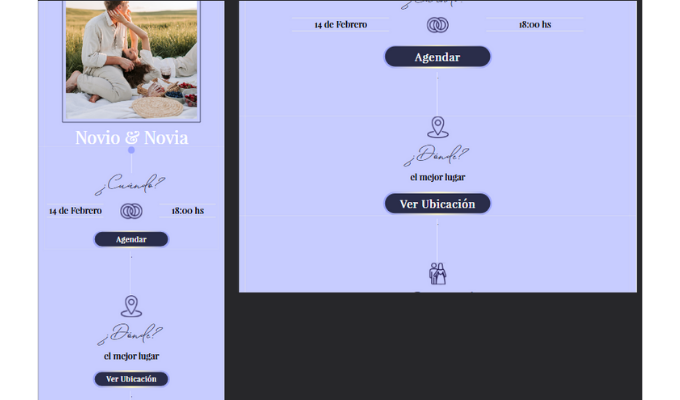 Novio & Novia
¿Cuándo?
14 de Febrero
18:00 hs
Agendar
¿Dónde?
el mejor lugar
Ver Ubicación
14 de Febrero
18:00 hs
Agendar
¿Dónde?
el mejor lugar
Ver Ubicación